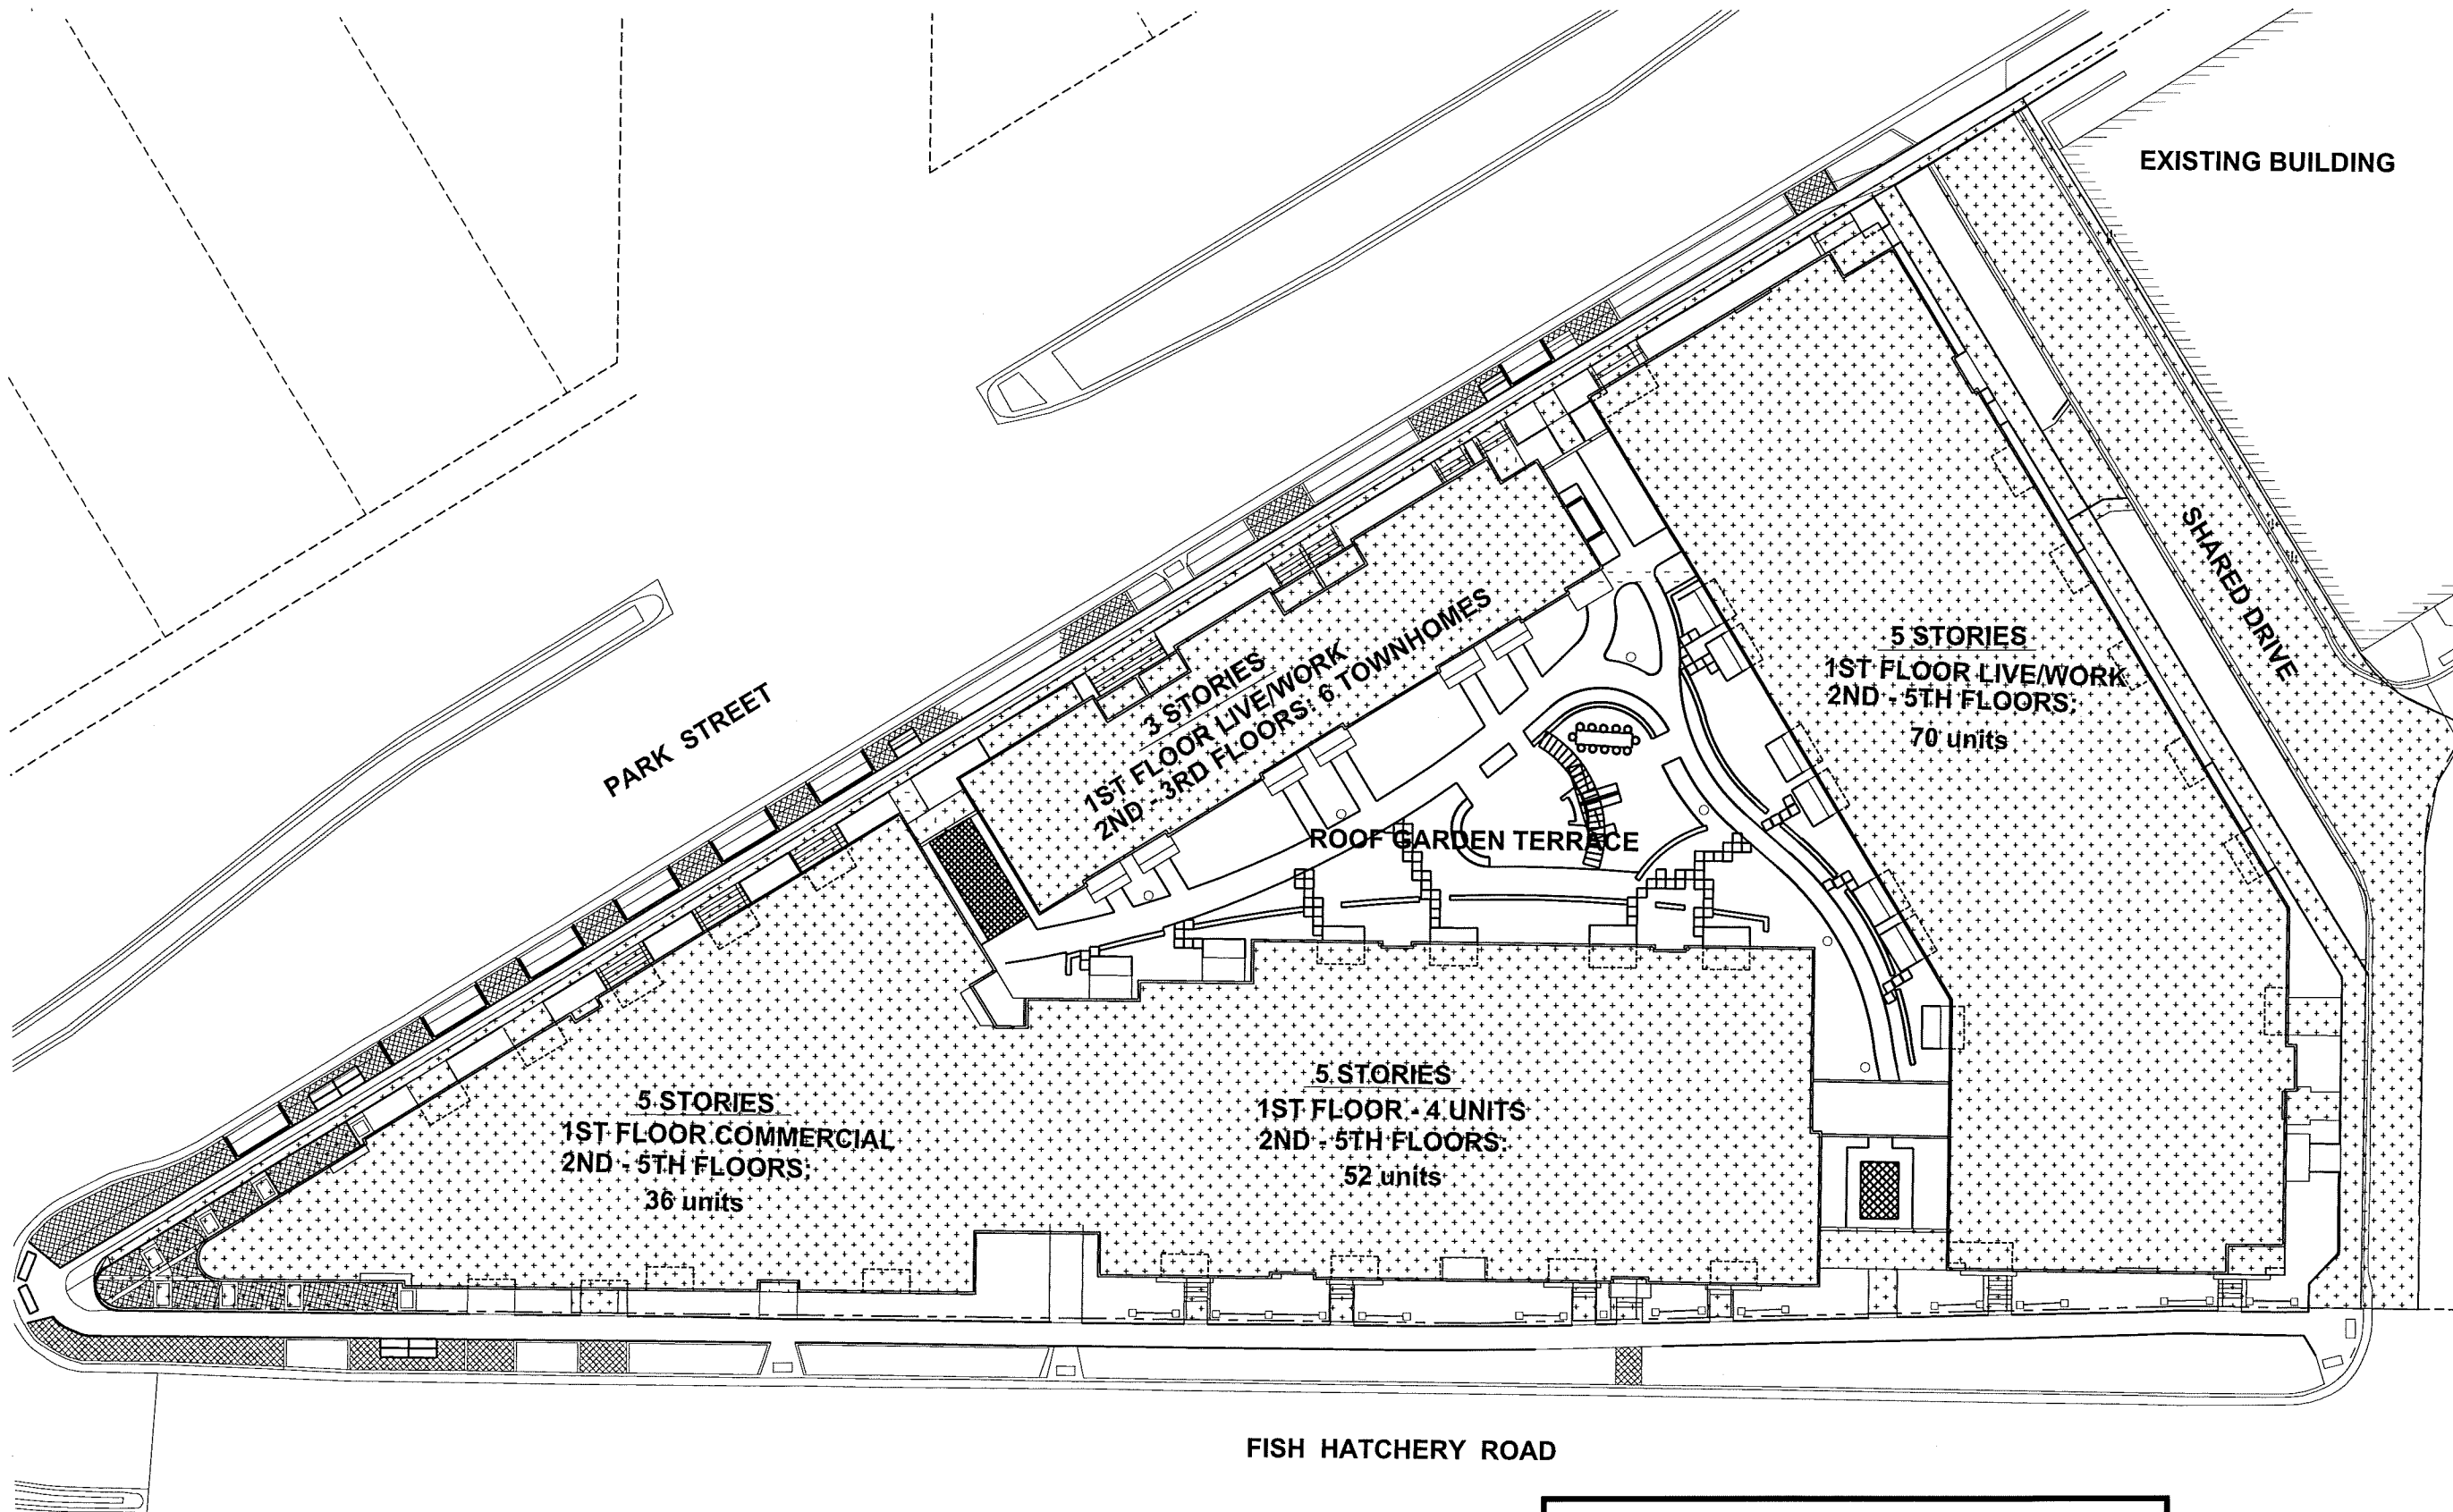 EXISTING BUILDING
SHARED DRIVE
PARK STREET
3 STORIES
1ST FLOOR LIVE/WORK
2ND - 3RD FLOORS: 6 TOWNHOMES
5 STORIES
1ST FLOOR LIVE/WORK
2ND - 5TH FLOORS:
70 units
ROOF GARDEN TERRACE
5 STORIES
1ST FLOOR COMMERCIAL
2ND - 5TH FLOORS:
36 units
5 STORIES
1ST FLOOR - 4 UNITS
2ND - 5TH FLOORS:
52 units
FISH HATCHERY ROAD